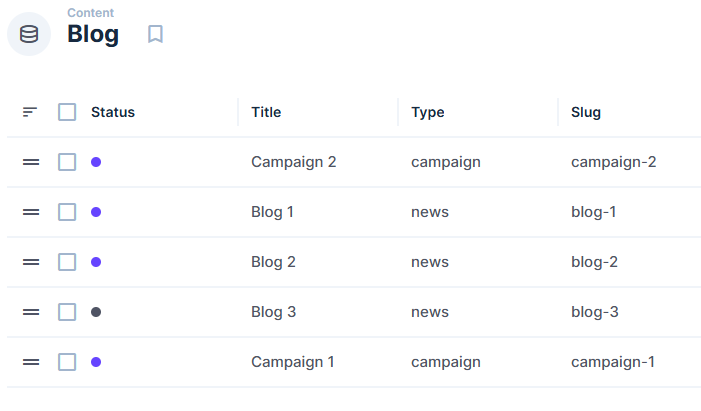 Content
Blog
Status Title Type Slug
Campaign 2 campaign campaign-2
Blog 1 news blog-1
Blog 2 news blog-2
Blog 3 news blog-3
Campaign 1 campaign campaign-1